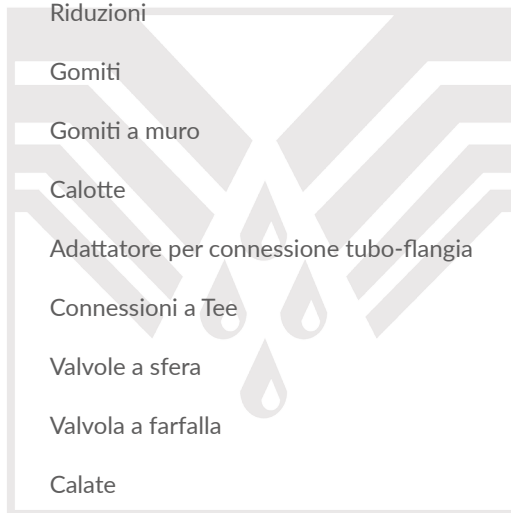 Riduzioni
Gomiti
Gomiti a muro
Calotte
Adattatore per connessione tubo-flangia
Connessioni a Tee
Valvole a sfera
Valvola a farfalla
Calate